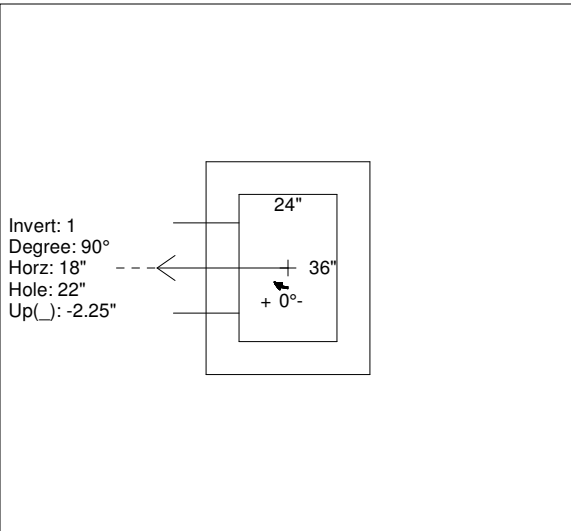 24"
Invert: 1
Degree: 90°
Horz: 18"
36"
Hole: 22"
+ 0°-
Up(_): -2.25"